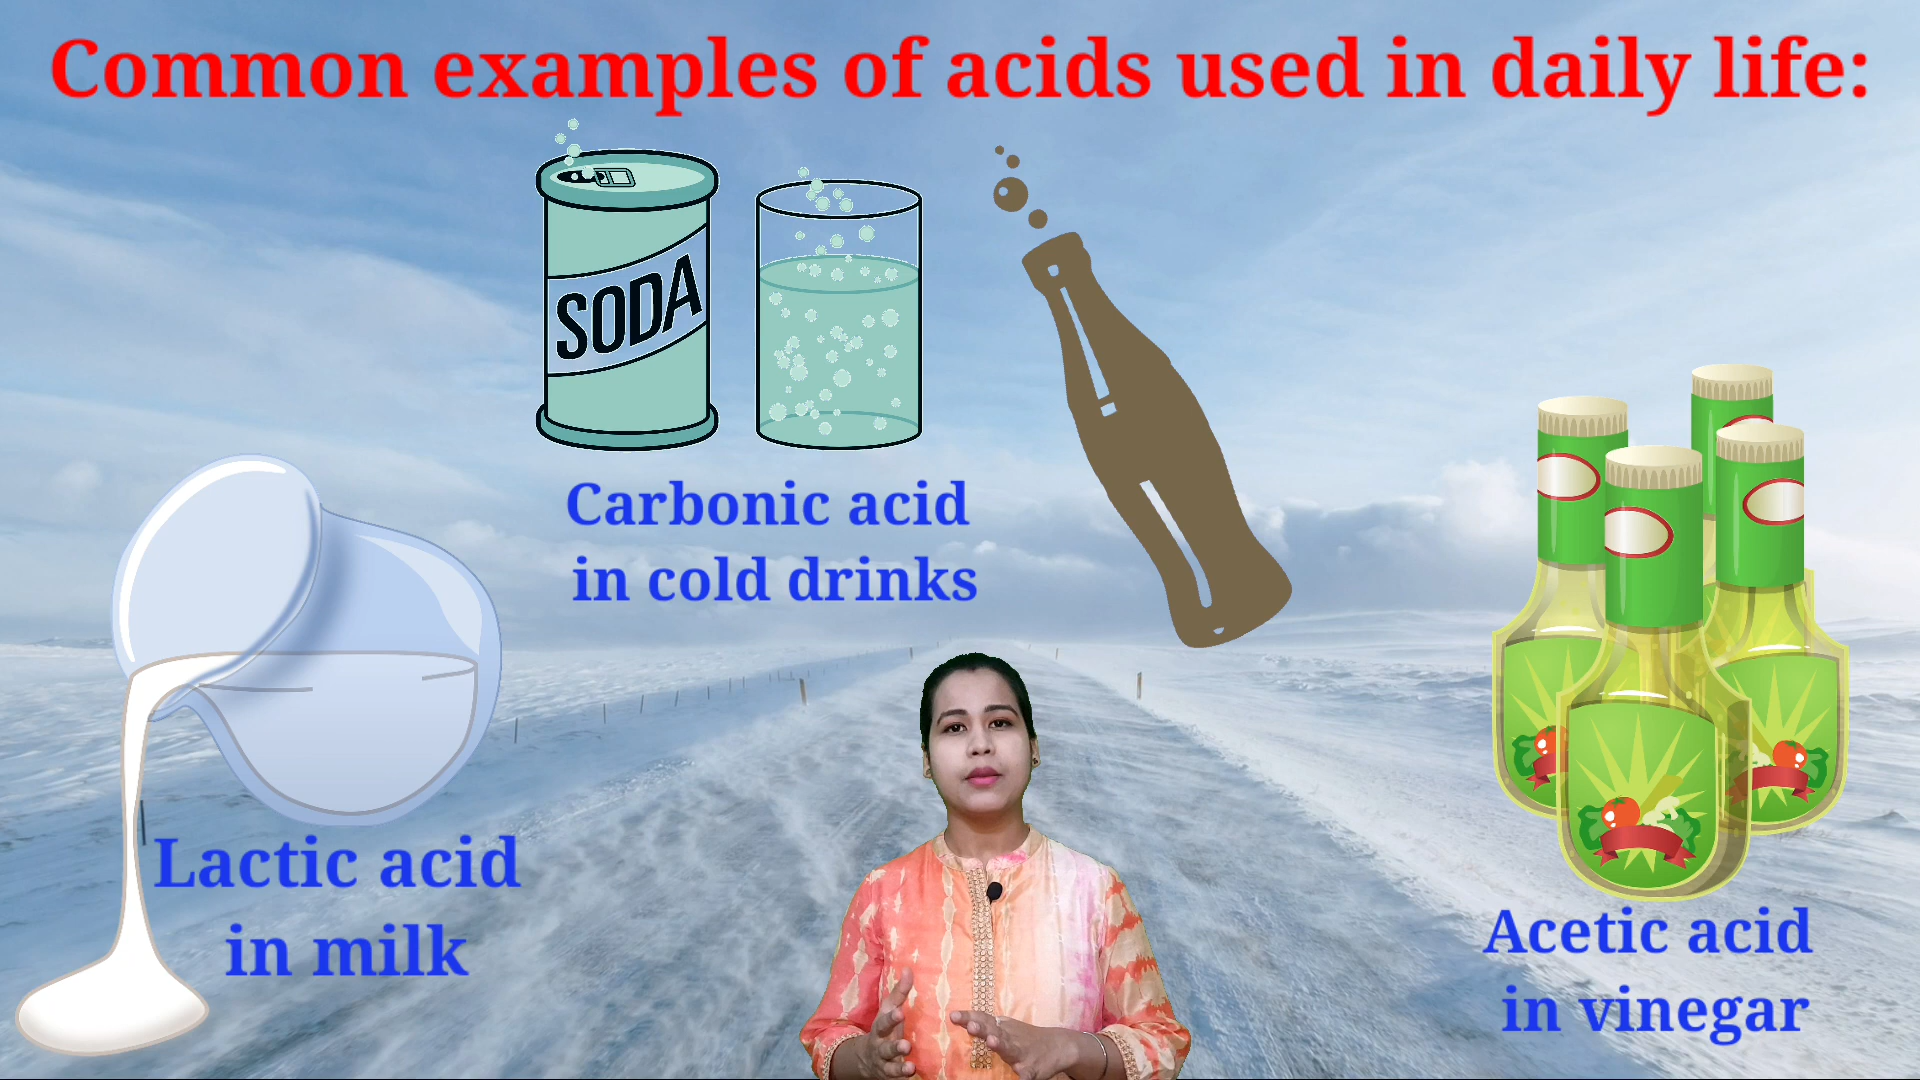 Common examples of acids used in daily life:
SODA
Carbonic acid
in cold drinks
Lactic acid
in milk
Acetic acid
in vinegar